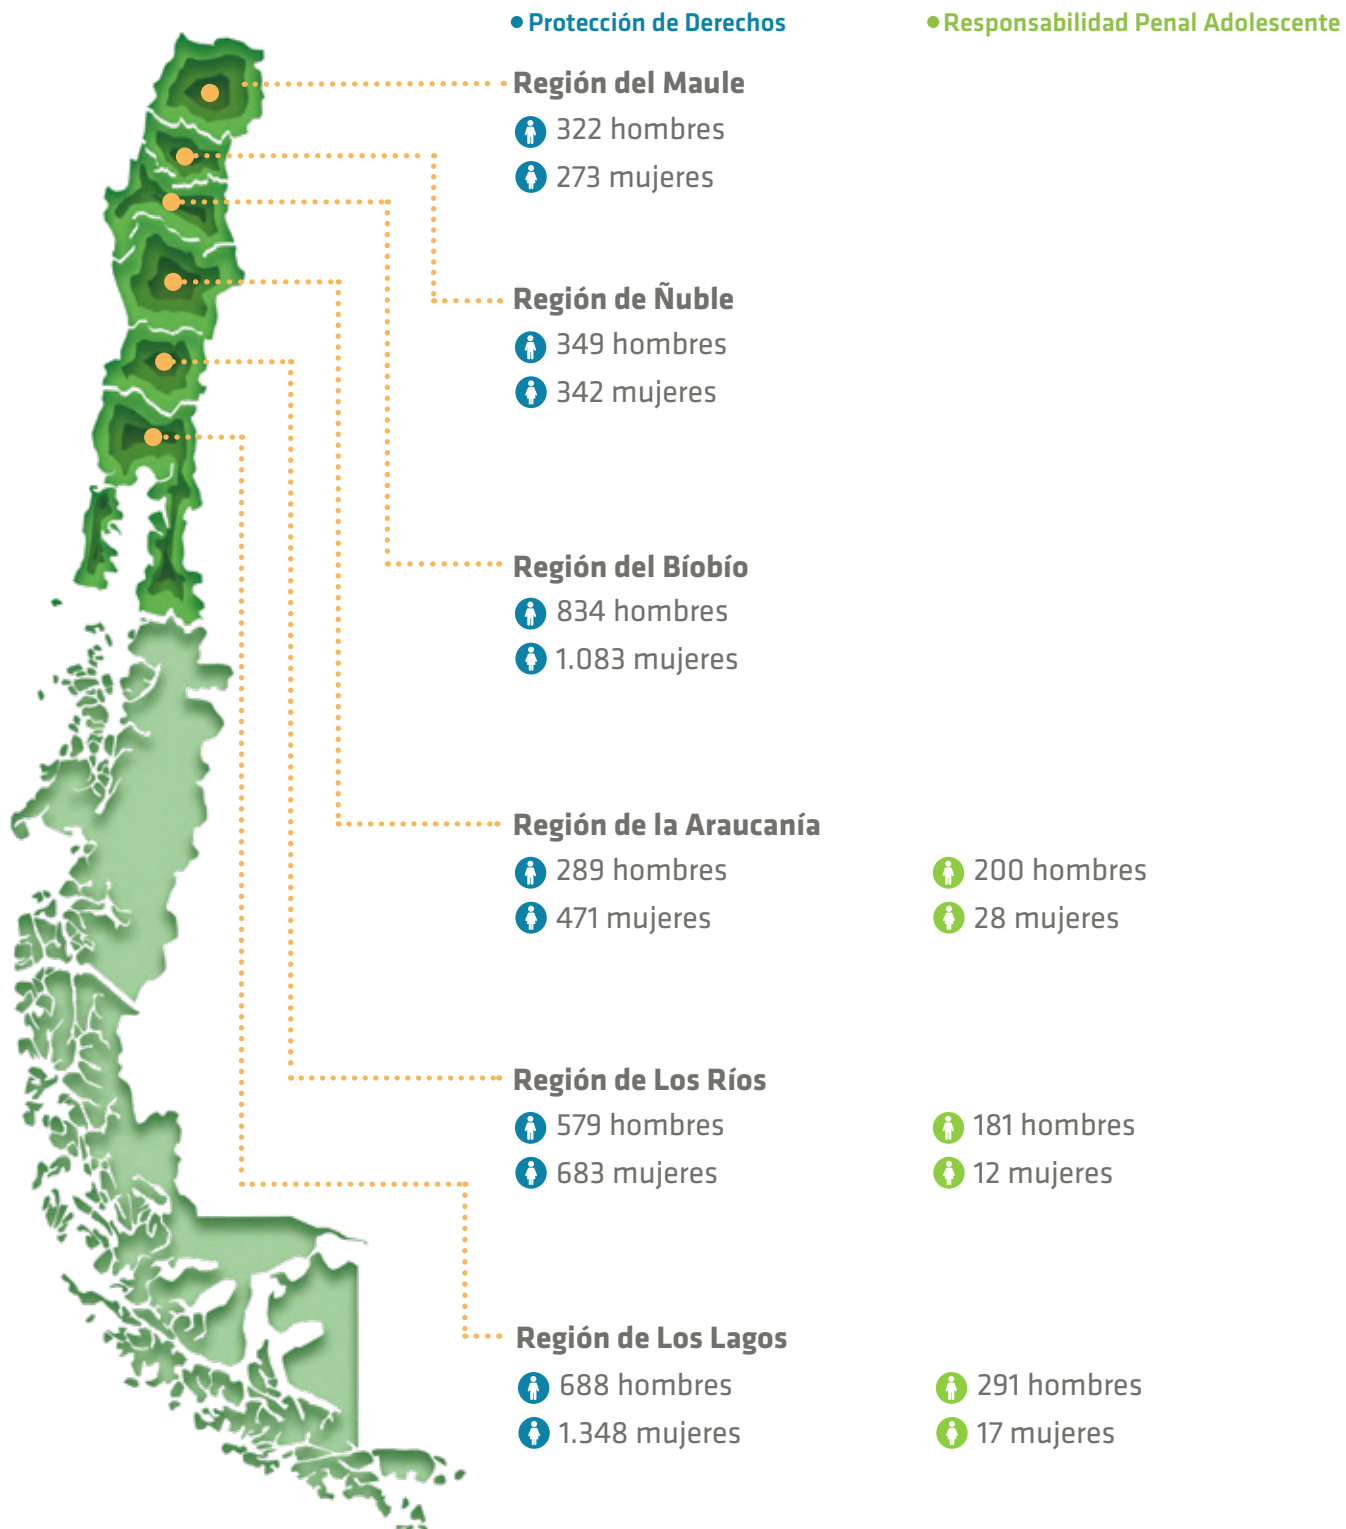 • Protección de Derechos
• Responsabilidad Penal Adolescente
Región del Maule
322 hombres
273 mujeres
Región de Ñuble
349 hombres
342 mujeres
Región del Bíobío
834 hombres
1.083 mujeres
Región de la Araucanía
289 hombres
200 hombres
471 mujeres
28 mujeres
Región de Los Ríos
579 hombres
181 hombres
683 mujeres
12 mujeres
Región de Los Lagos
688 hombres
291 hombres
1.348 mujeres
17 mujeres